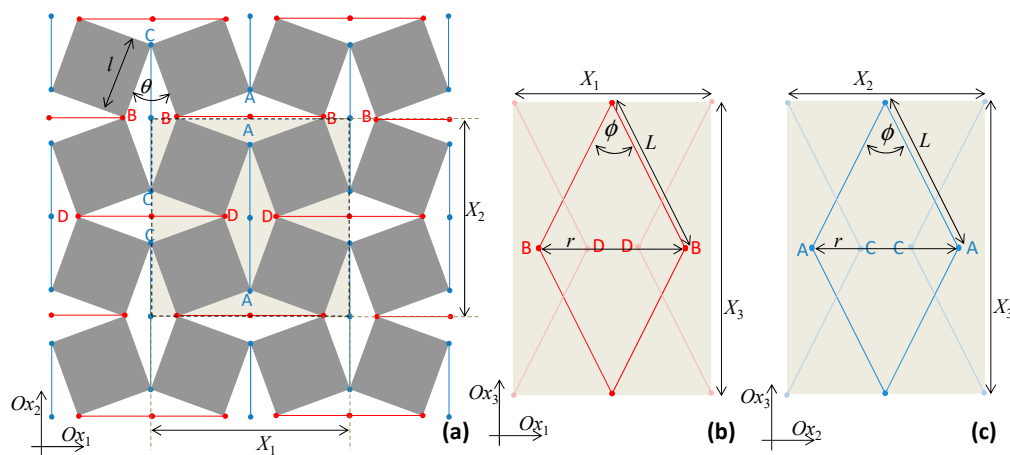 C
l
θ
A
B
B
B
A
C
X₂
D
D
D
C
A
Ox₂
Ox₁
X₁
(a)
X₁
ϕ
L
B
r
D
D
B
X₃
Ox₃
Ox₁
(b)
X₂
ϕ
L
A
r
C
C
A
X₃
Ox₃
Ox₂
(c)